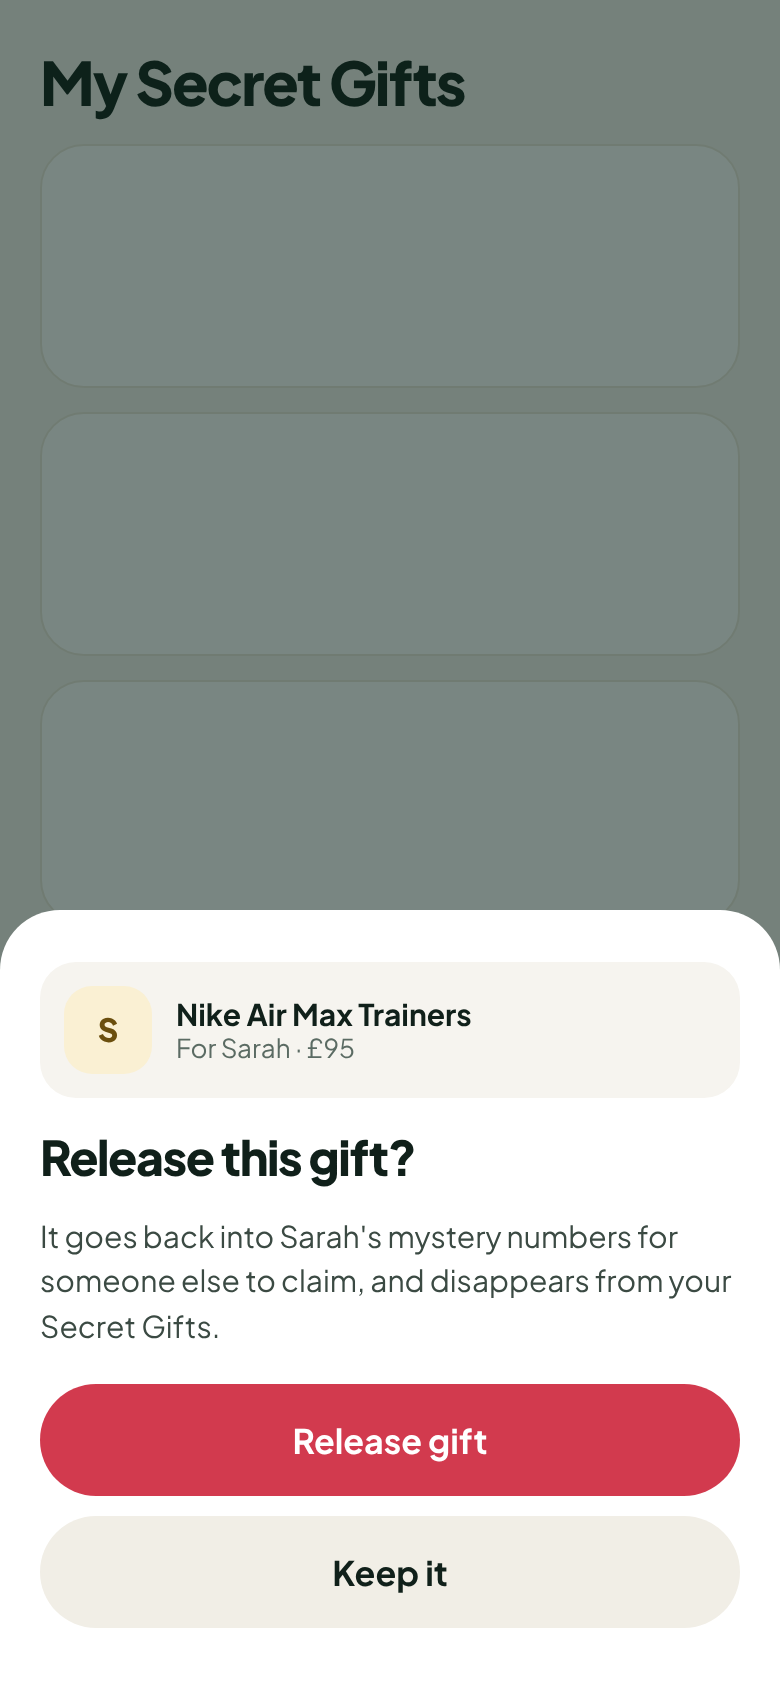 My Secret Gifts
S
Nike Air Max Trainers
For Sarah · £95
Release this gift?
It goes back into Sarah's mystery numbers for
someone else to claim, and disappears from your
Secret Gifts.
Release gift
Keep it